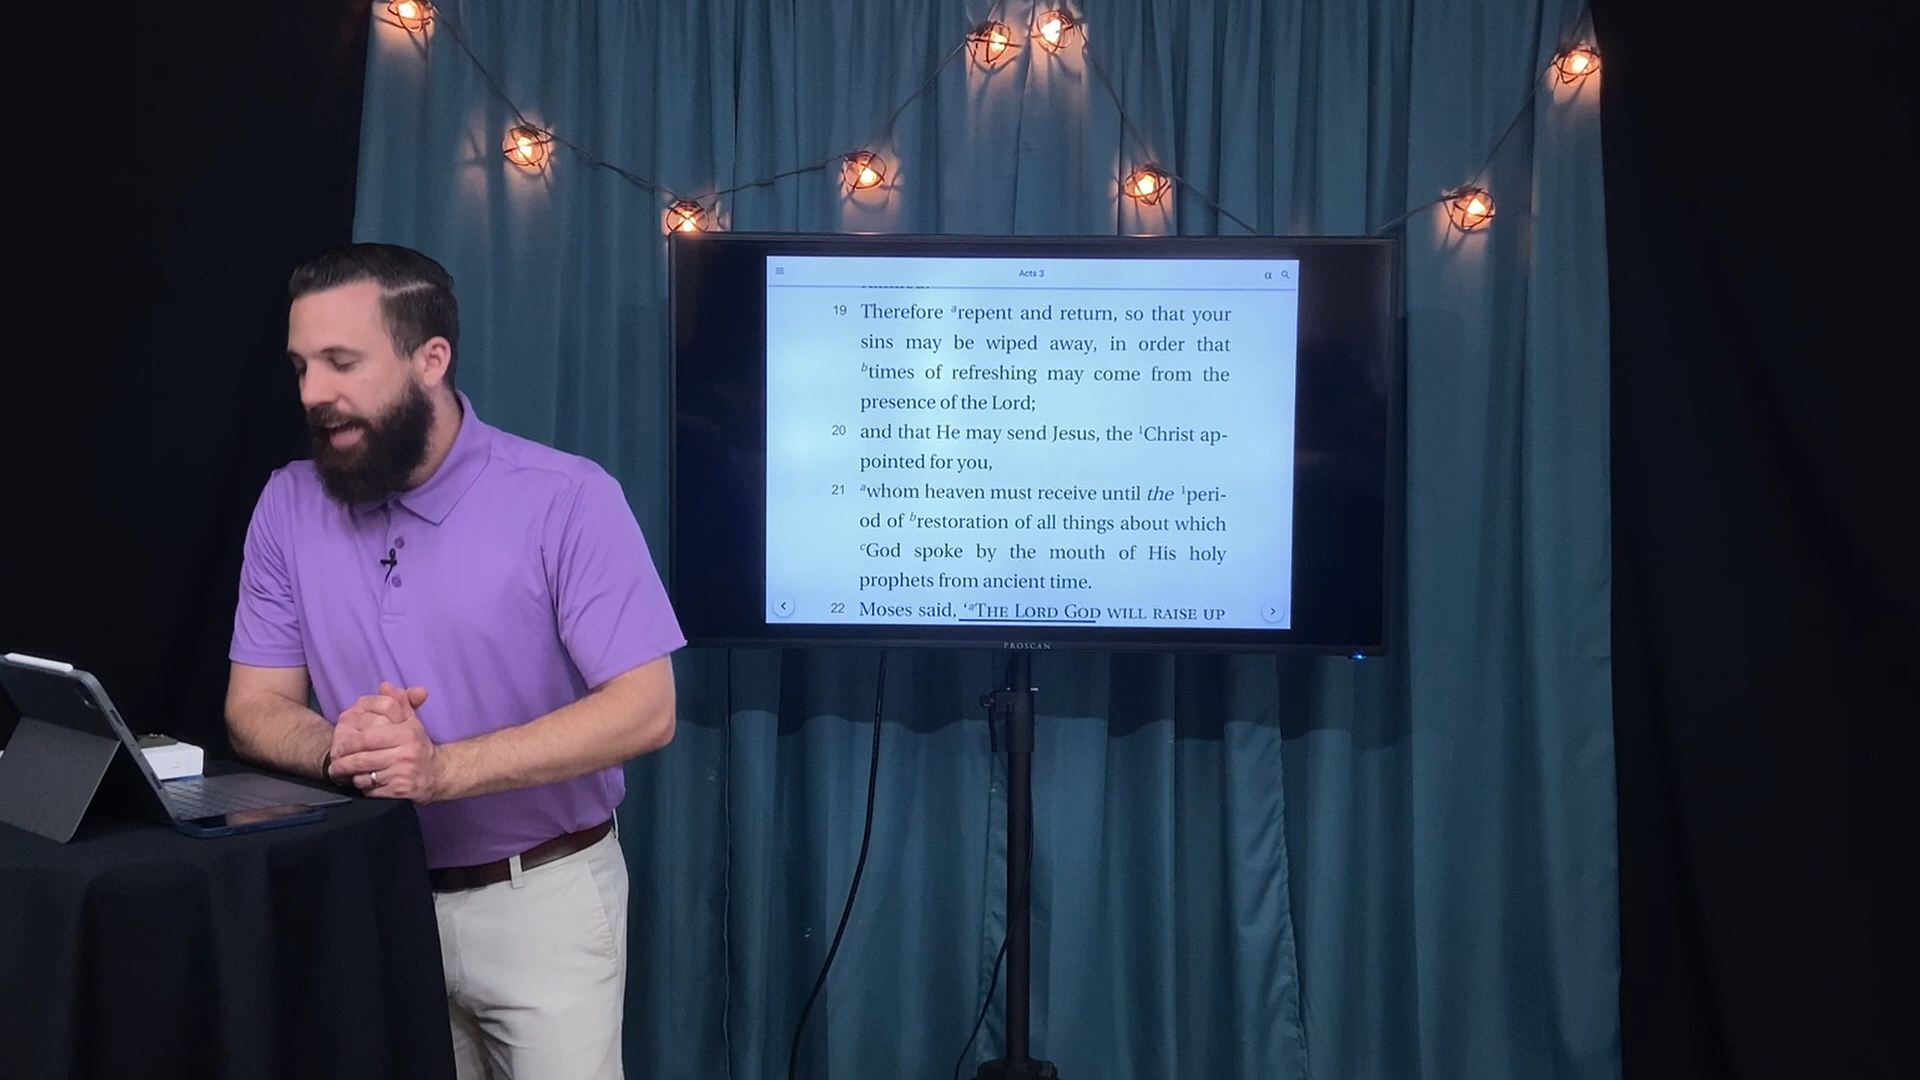 Acts 3
α
19 Therefore ᵃrepent and return, so that your
sins may be wiped away, in order that
ᵇtimes of refreshing may come from the
presence of the Lord;
20 and that He may send Jesus, the ¹Christ ap-
pointed for you,
21 ᵃwhom heaven must receive until the ¹peri-
od of ᵇrestoration of all things about which
ᶜGod spoke by the mouth of His holy
prophets from ancient time.
22 Moses said, ‘ᵃTHE LORD GOD WILL RAISE UP
PROSCAN